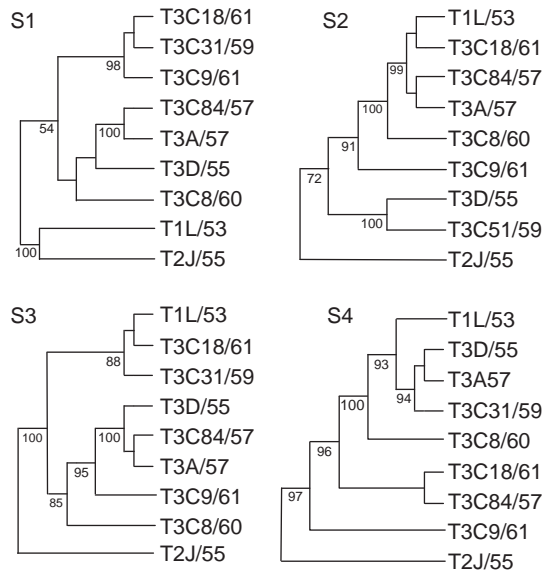 S1
T3C18/61
T3C31/59
98
T3C9/61
54
T3C84/57
100
T3A/57
T3D/55
T3C8/60
T1L/53
100
T2J/55
S2
T1L/53
T3C18/61
99
T3C84/57
T3A/57
100
T3C8/60
91
T3C9/61
72
T3D/55
100
T3C51/59
T2J/55
S3
T1L/53
T3C18/61
88
T3C31/59
T3D/55
100
T3C84/57
100
T3A/57
95
T3C9/61
85
T3C8/60
T2J/55
S4
T1L/53
T3D/55
93
T3A57
94
T3C31/59
100
T3C8/60
96
T3C18/61
97
T3C84/57
T3C9/61
T2J/55